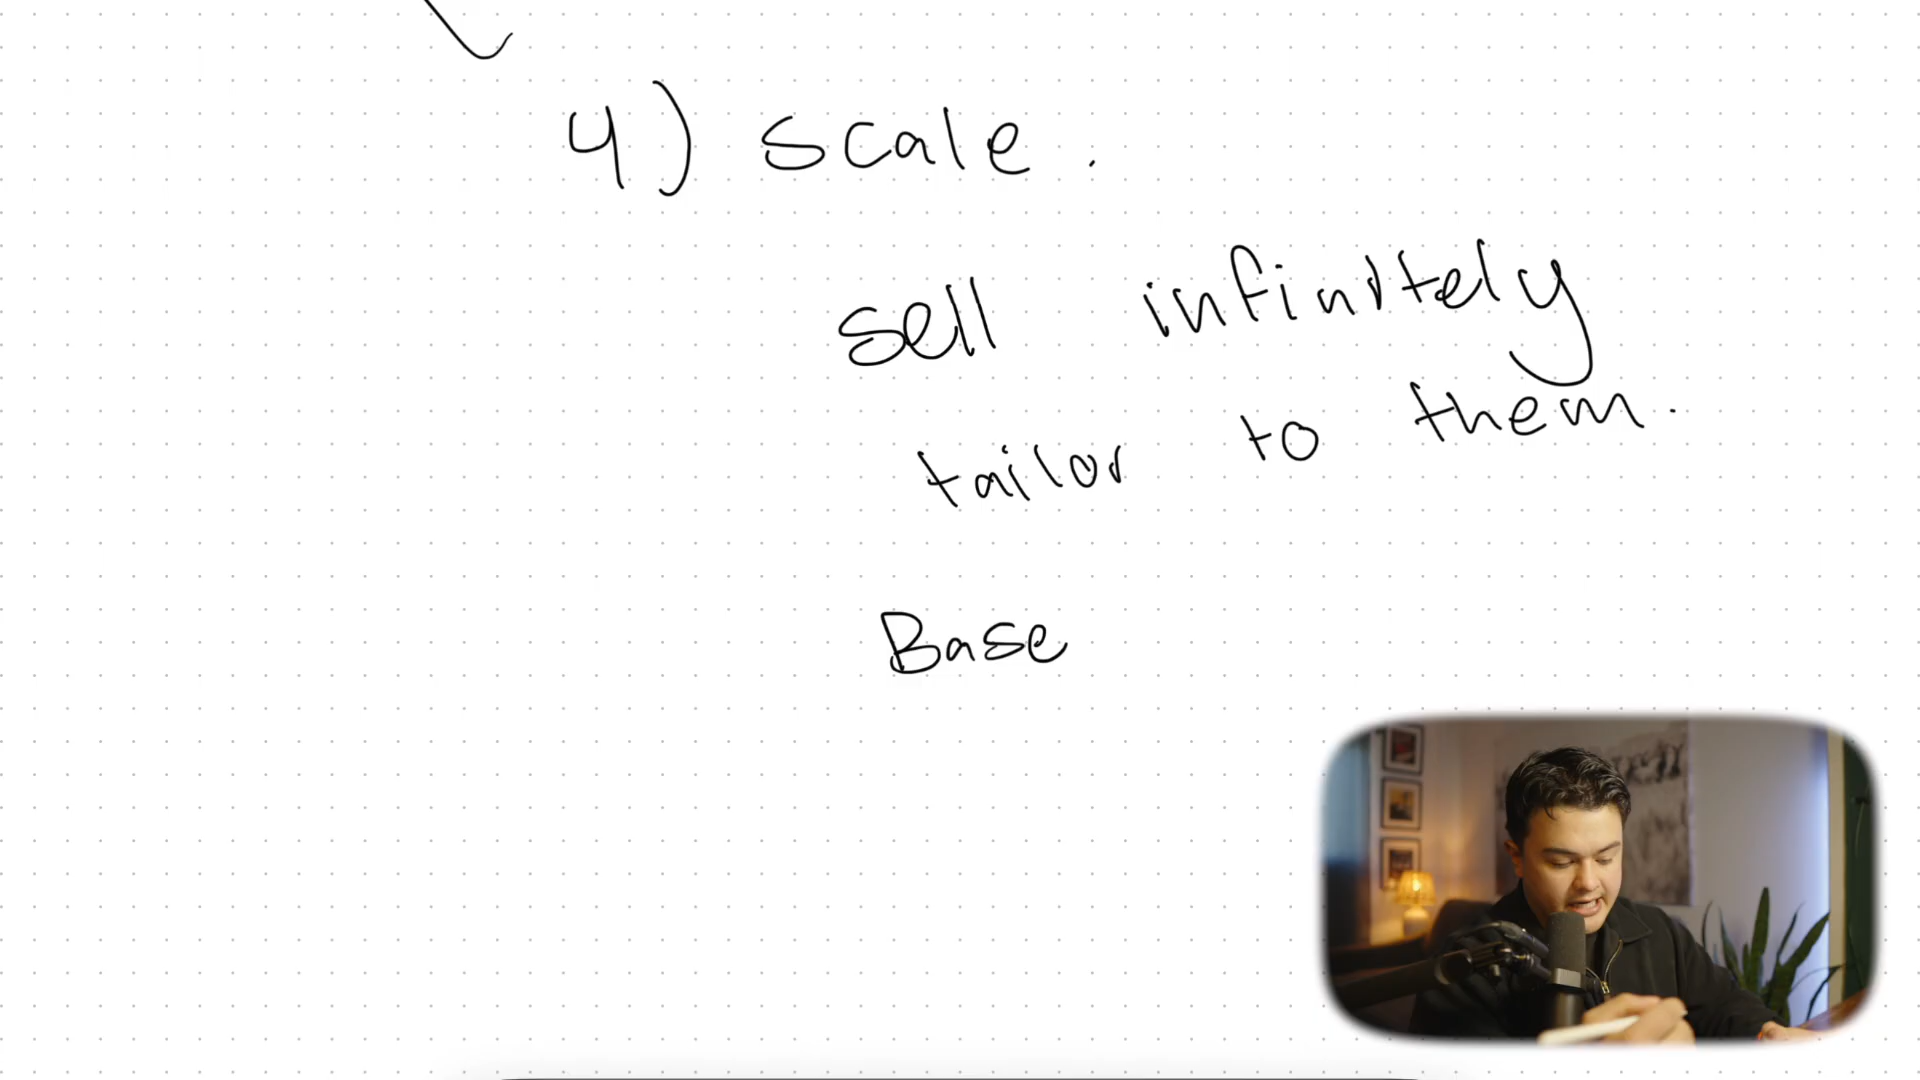 4) scale.
sell infinitely
tailor to them.
Base